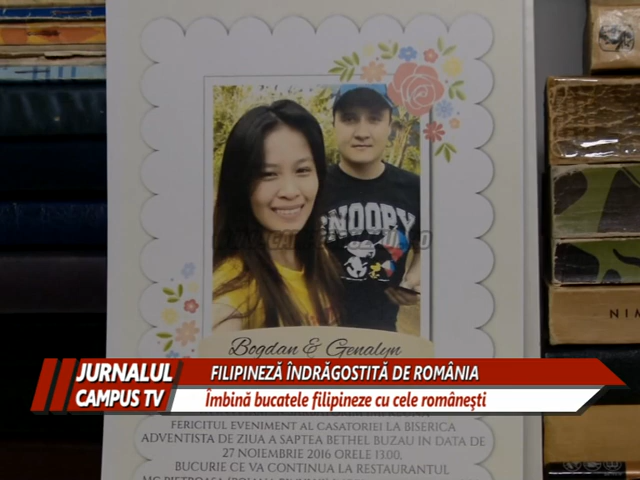 SNOOPY
Bogdan & Genalyn
JURNALUL
CAMPUS TV
FILIPINEZĂ ÎNDRĂGOSTITĂ DE ROMÂNIA
Îmbină bucatele filipineze cu cele românești
FERICITUL EVENIMENT AL CASATORIEI LA BISERICA
ADVENTISTA DE ZIUA A SAPTEA BETHEL BUZAU IN DATA DE
27 NOIEMBRIE 2016 ORELE 13.00,
BUCURIE CE VA CONTINUA LA RESTAURANTUL
NIM